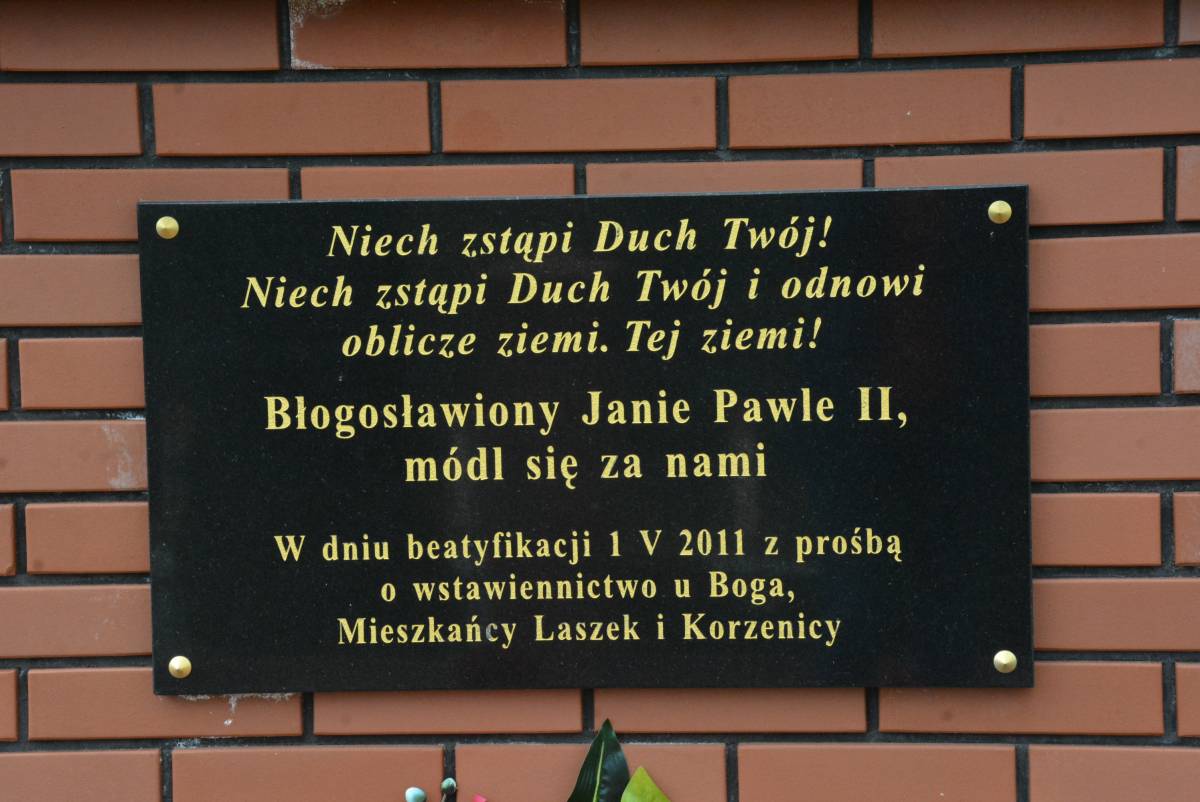 Niech zstąpi Duch Twój!
Niech zstąpi Duch Twój i odnowi
oblicze ziemi. Tej ziemi!
Błogosławiony Janie Pawle II,
módl się za nami
W dniu beatyfikacji 1 V 2011 z prośbą
o wstawiennictwo u Boga,
Mieszkańcy Laszek i Korzenicy